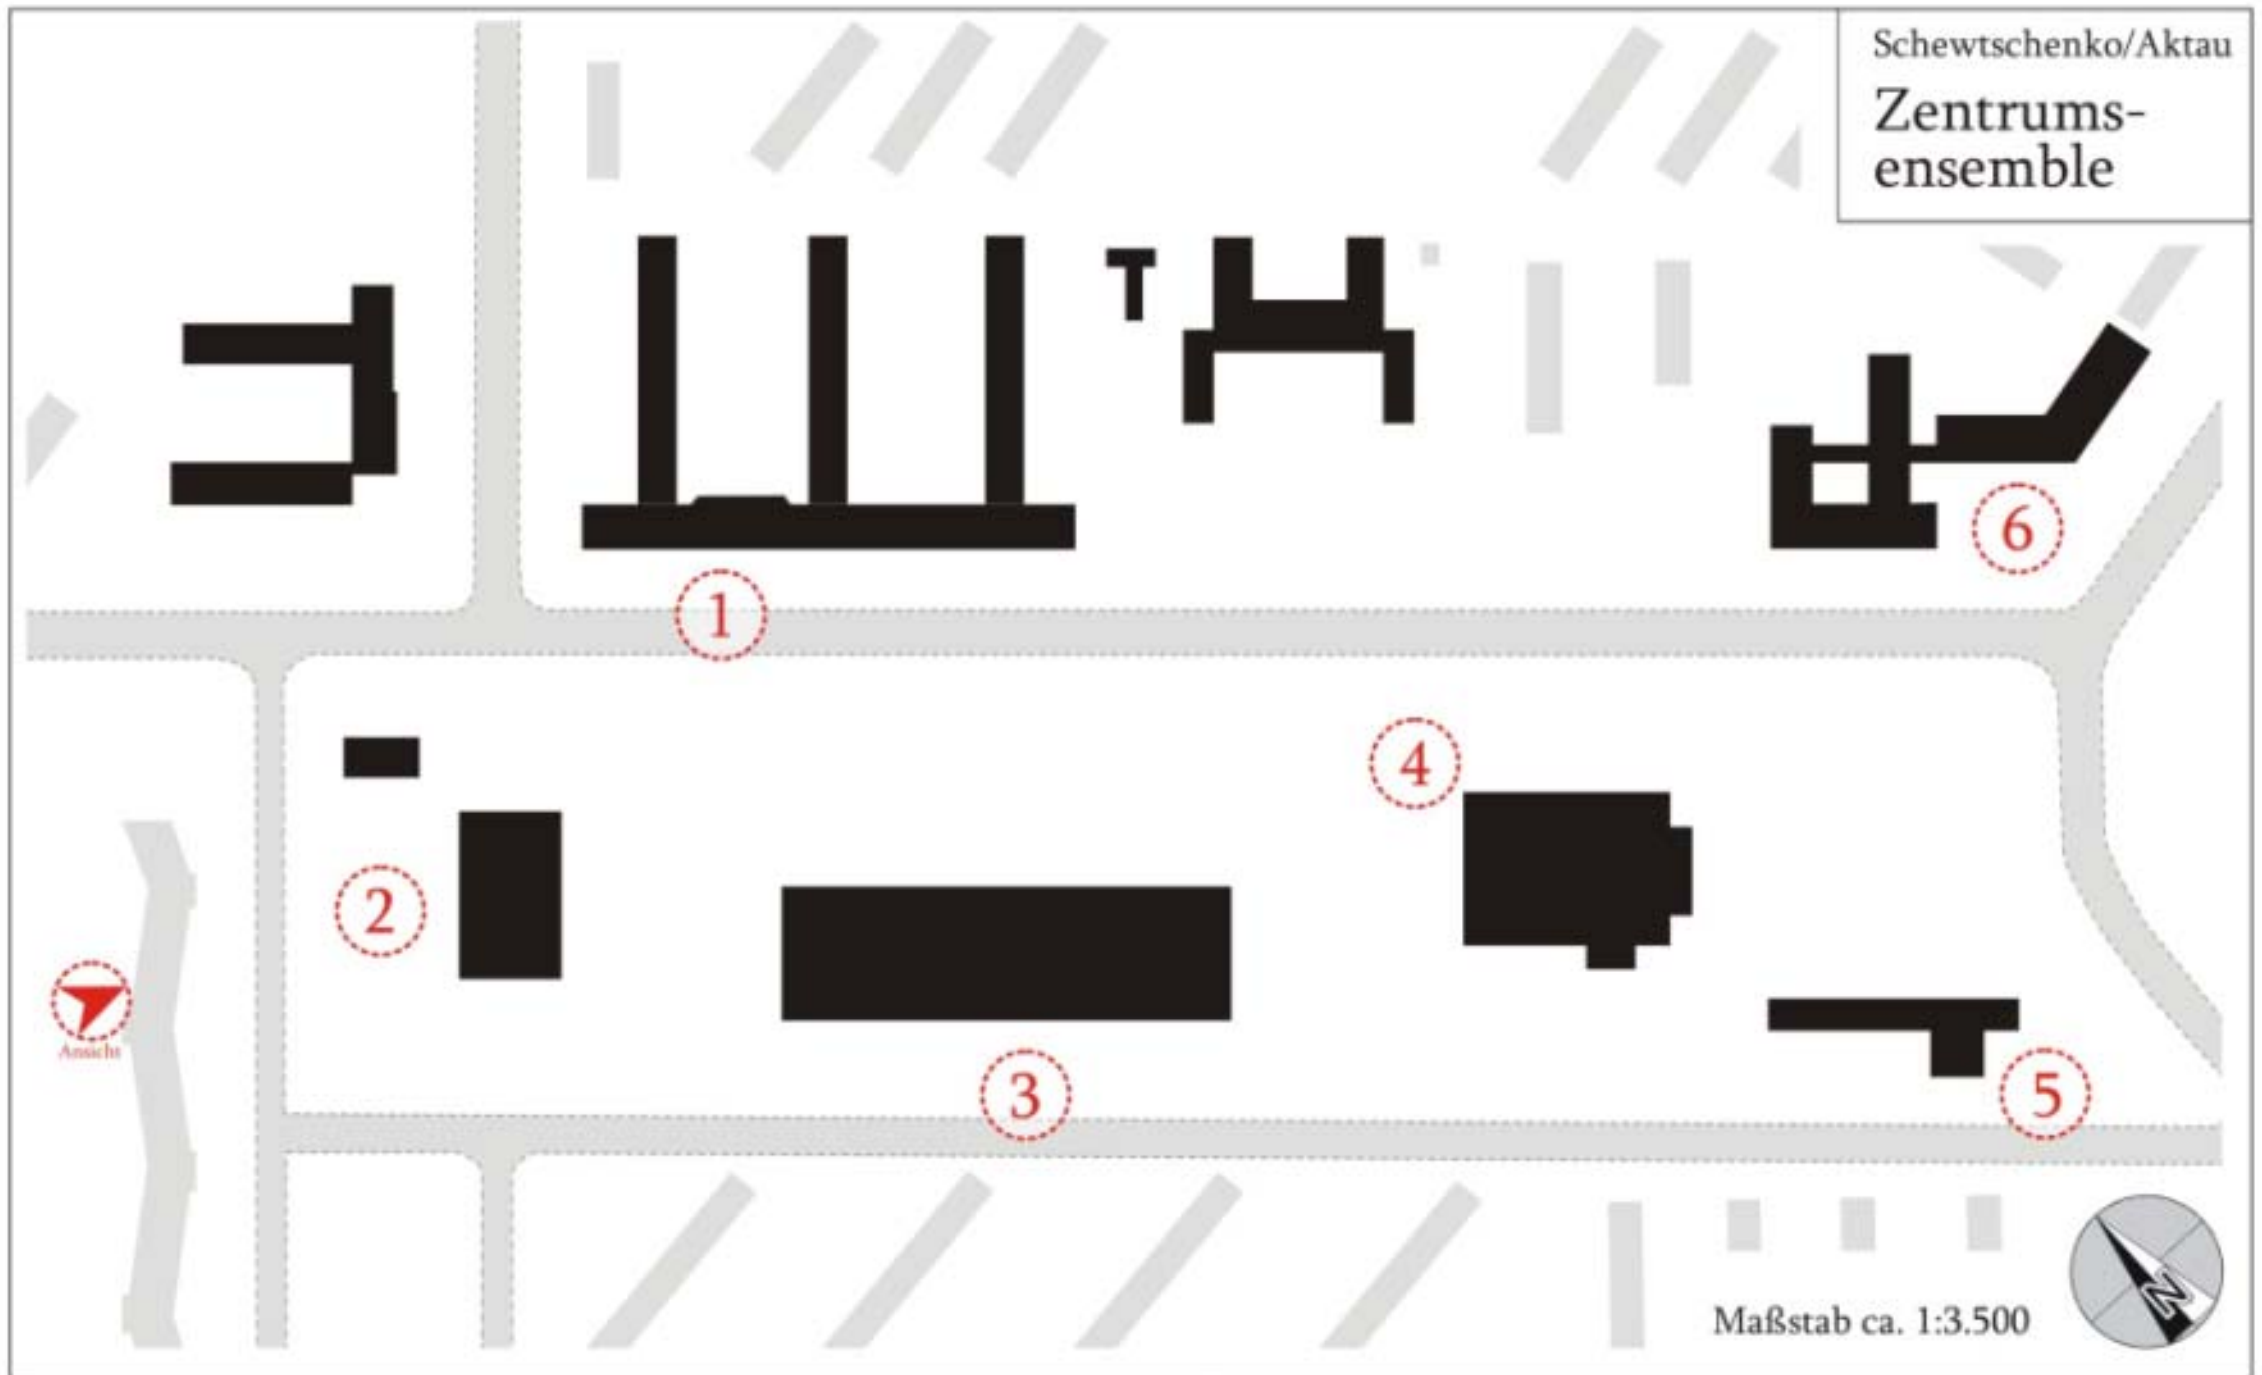 Schewtschenko/Aktau
Zentrums-
ensemble
1
6
2
4
3
5
Ansicht
Maßstab ca. 1:3.500
N